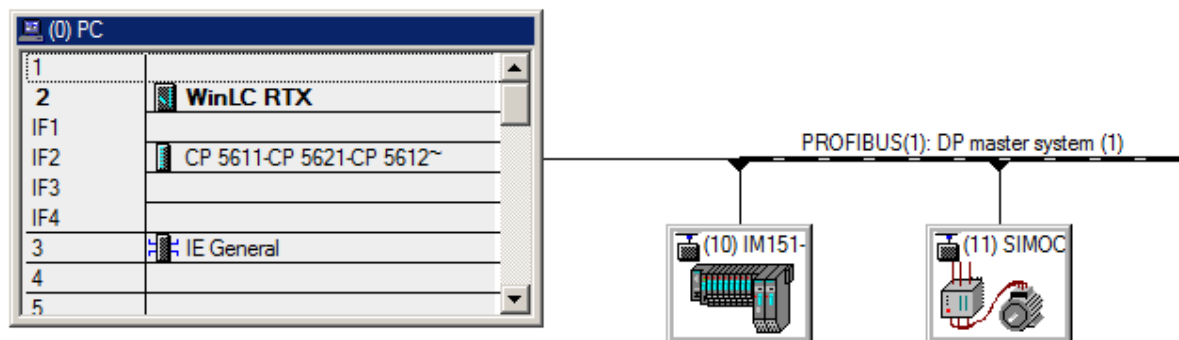 (0) PC
1
2 WinLC RTX
IF1
IF2 CP 5611-CP 5621-CP 5612~
IF3
IF4
3 IE General
4
5
PROFIBUS(1): DP master system (1)
(10) IM151-
(11) SIMOC